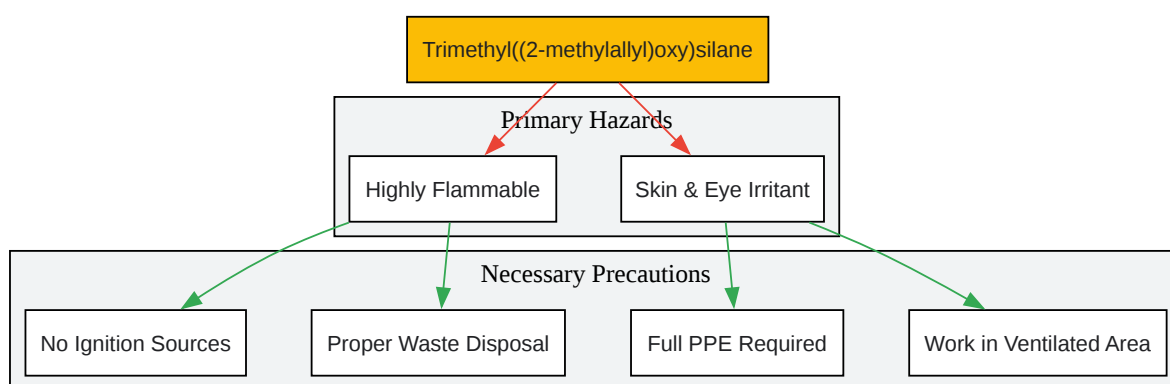 Trimethyl((2-methylallyl)oxy)silane
Primary Hazards
Highly Flammable
Skin & Eye Irritant
Necessary Precautions
No Ignition Sources
Proper Waste Disposal
Full PPE Required
Work in Ventilated Area